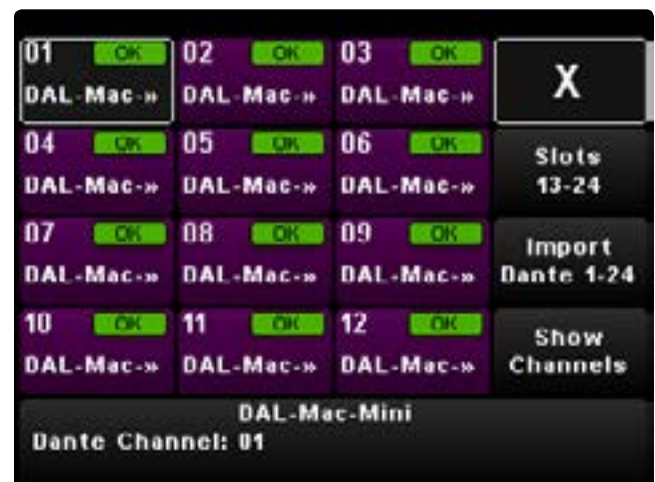 01 OK 02 OK 03 OK X
DAL-Mac-» DAL-Mac-» DAL-Mac-»
04 OK 05 OK 06 OK Slots
DAL-Mac-» DAL-Mac-» DAL-Mac-» 13-24
07 OK 08 OK 09 OK Import
DAL-Mac-» DAL-Mac-» DAL-Mac-» Dante 1-24
10 OK 11 OK 12 OK Show
DAL-Mac-» DAL-Mac-» DAL-Mac-» Channels
DAL-Mac-Mini
Dante Channel: 01